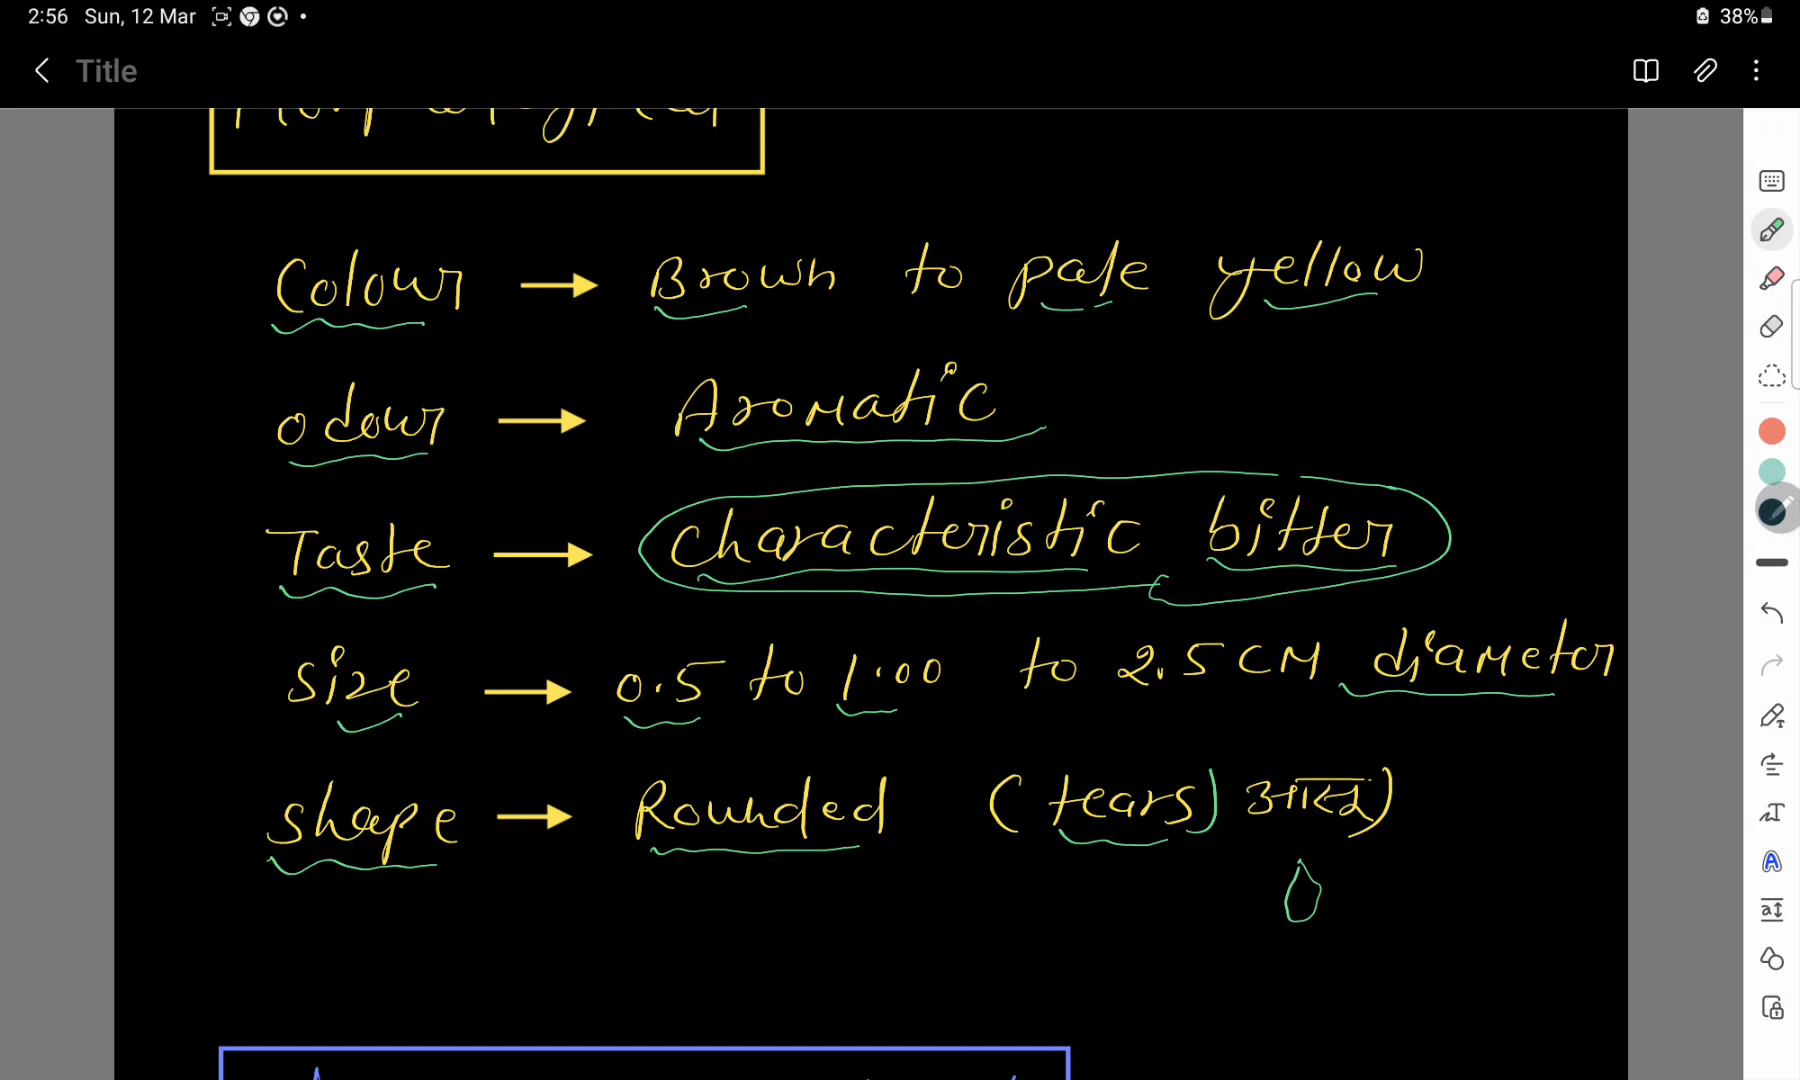 2:56 Sun, 12 Mar 38%
Title
Colour → Brown to pale yellow
odour → Aromatic
Taste → characteristic bitter
size → 0.5 to 1.00 to 2.5 CM diameter
shape → Rounded (tears)